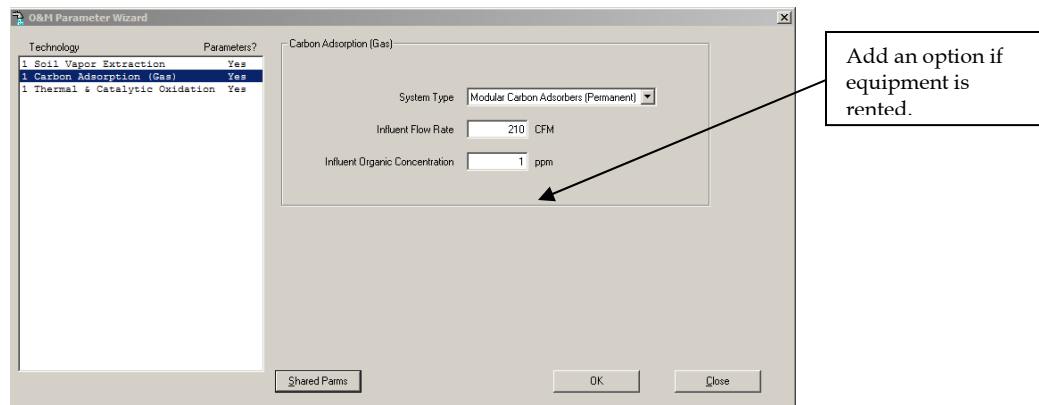 O&M Parameter Wizard
Technology Parameters?
1 Soil Vapor Extraction Yes
1 Carbon Adsorption (Gas) Yes
1 Thermal & Catalytic Oxidation Yes
Carbon Adsorption (Gas)
System Type Modular Carbon Adsorbers (Permanent)
Influent Flow Rate 210 CFM
Influent Organic Concentration 1 ppm
Shared Parms OK Close
Add an option if
equipment is
rented.